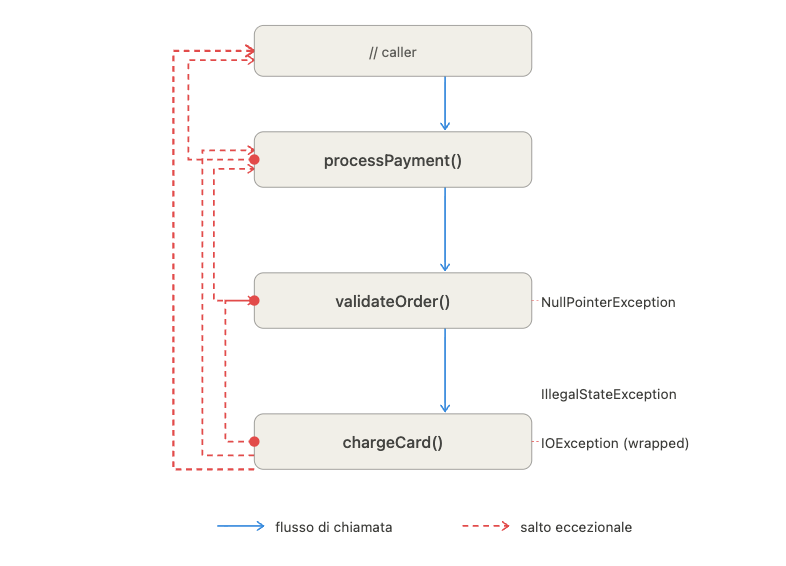 // caller
processPayment()
validateOrder()
NullPointerException
IllegalStateException
chargeCard()
IOException (wrapped)
flusso di chiamata
salto eccezionale